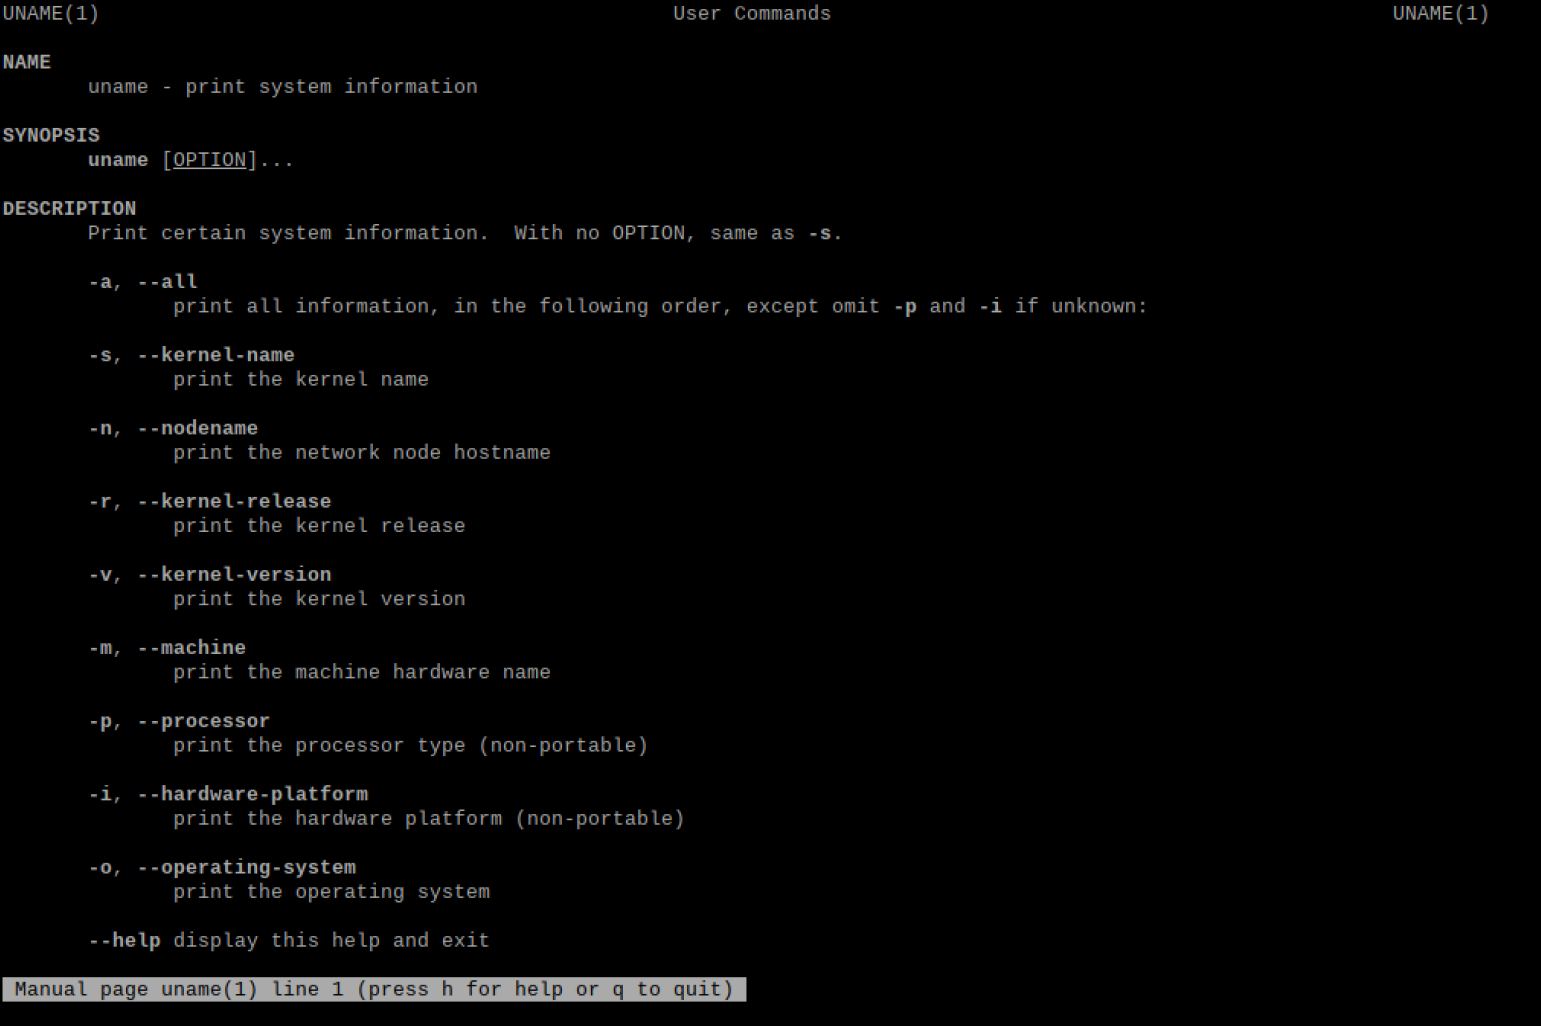 UNAME(1) User Commands UNAME(1)
NAME
uname - print system information
SYNOPSIS
uname [OPTION]...
DESCRIPTION
Print certain system information.  With no OPTION, same as -s.
-a, --all
print all information, in the following order, except omit -p and -i if unknown:
-s, --kernel-name
print the kernel name
-n, --nodename
print the network node hostname
-r, --kernel-release
print the kernel release
-v, --kernel-version
print the kernel version
-m, --machine
print the machine hardware name
-p, --processor
print the processor type (non-portable)
-i, --hardware-platform
print the hardware platform (non-portable)
-o, --operating-system
print the operating system
--help display this help and exit
Manual page uname(1) line 1 (press h for help or q to quit)